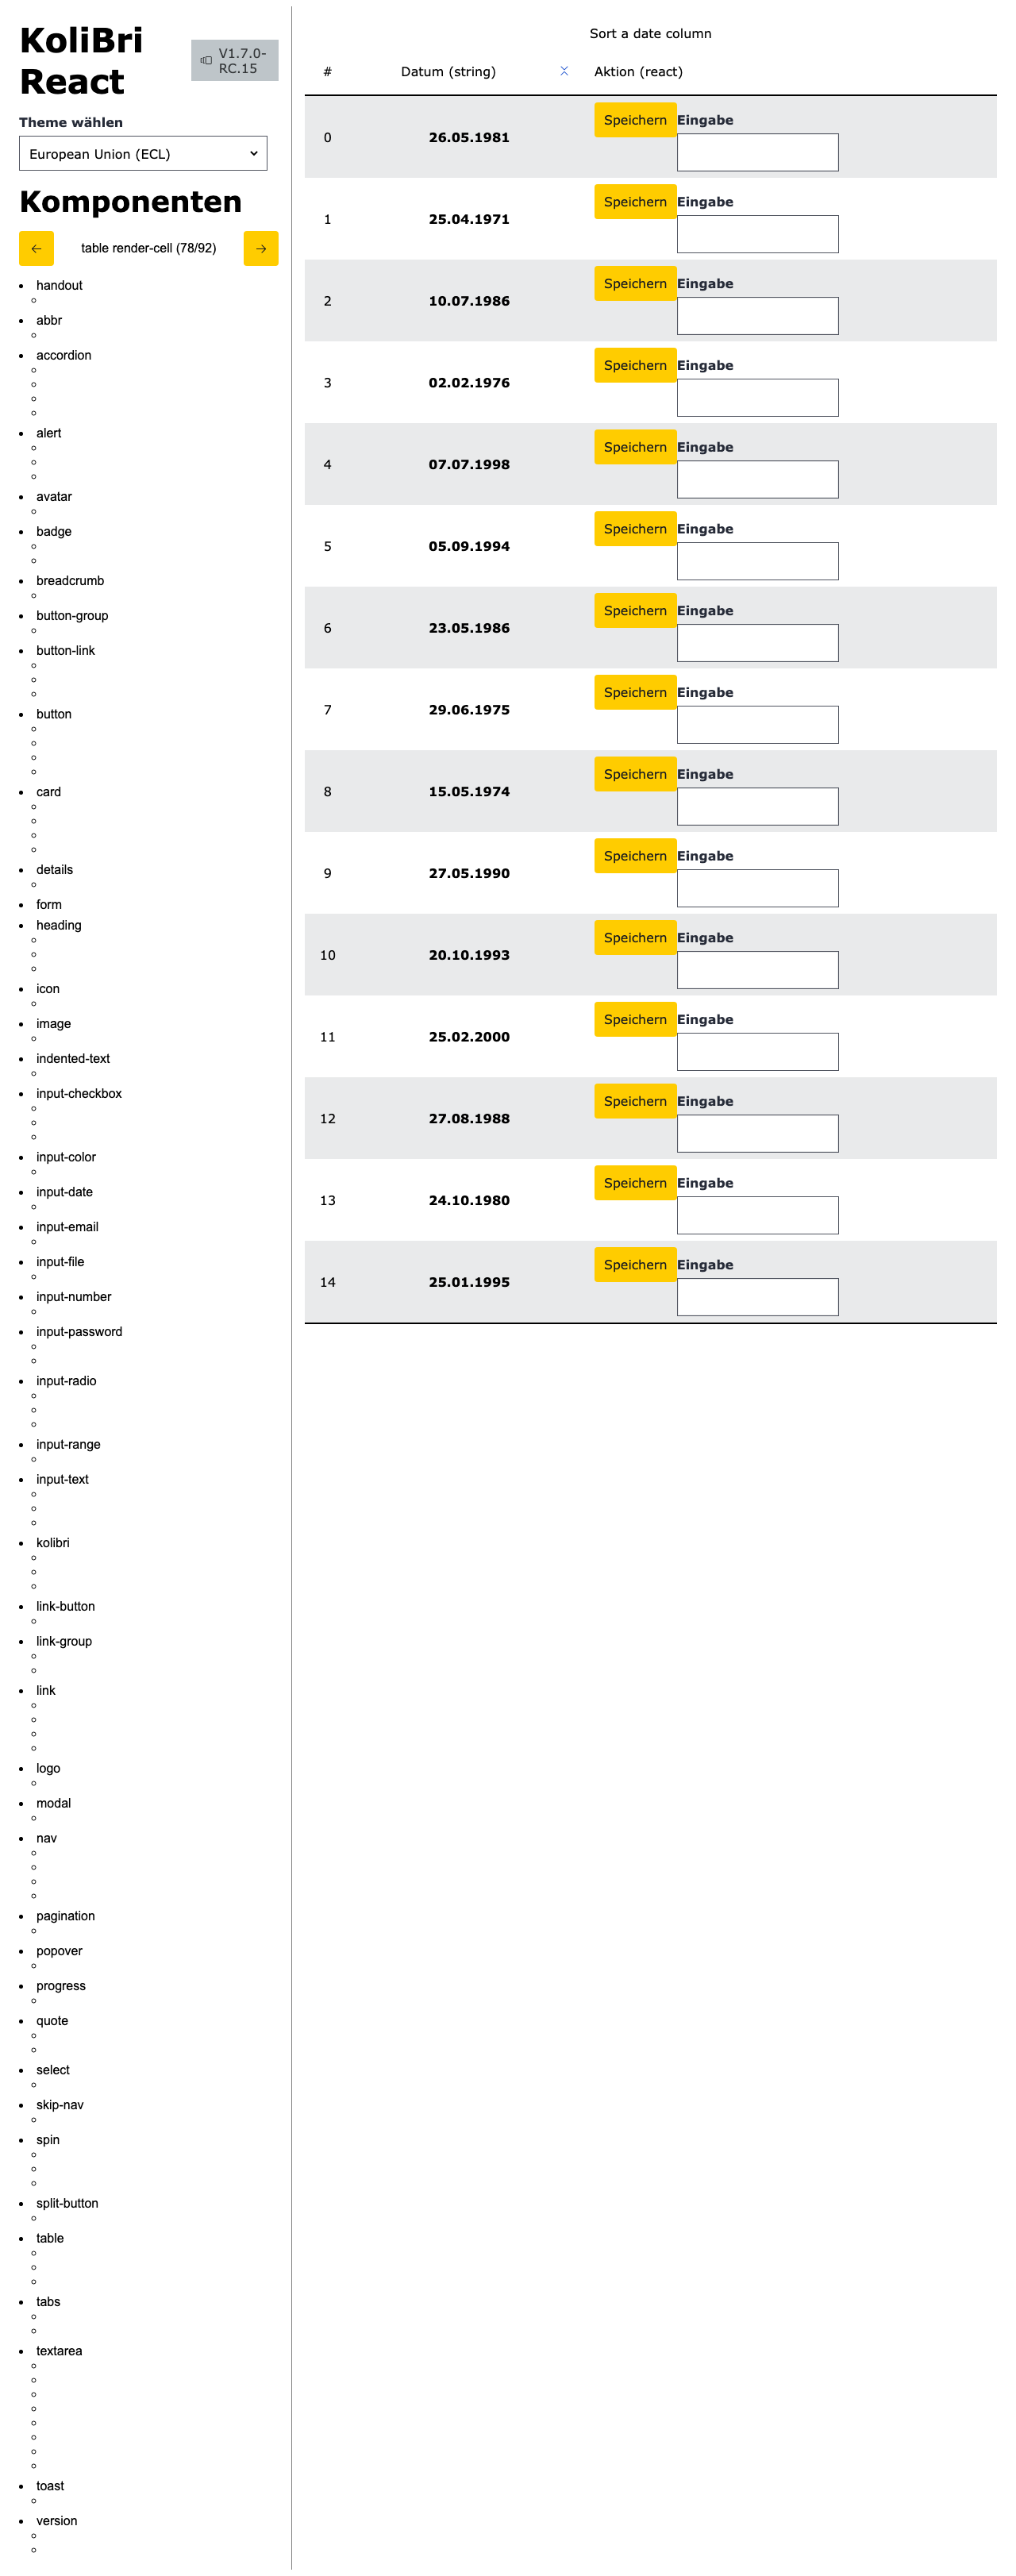 KoliBri
React
V1.7.0-
RC.15
Theme wählen
European Union (ECL)
Komponenten
table render-cell (78/92)
handout
abbr
accordion
alert
avatar
badge
breadcrumb
button-group
button-link
button
card
details
form
heading
icon
image
indented-text
input-checkbox
input-color
input-date
input-email
input-file
input-number
input-password
input-radio
input-range
input-text
kolibri
link-button
link-group
link
logo
modal
nav
pagination
popover
progress
quote
select
skip-nav
spin
split-button
table
tabs
textarea
toast
version
Sort a date column
# Datum (string) Aktion (react)
0 26.05.1981 Speichern Eingabe
1 25.04.1971 Speichern Eingabe
2 10.07.1986 Speichern Eingabe
3 02.02.1976 Speichern Eingabe
4 07.07.1998 Speichern Eingabe
5 05.09.1994 Speichern Eingabe
6 23.05.1986 Speichern Eingabe
7 29.06.1975 Speichern Eingabe
8 15.05.1974 Speichern Eingabe
9 27.05.1990 Speichern Eingabe
10 20.10.1993 Speichern Eingabe
11 25.02.2000 Speichern Eingabe
12 27.08.1988 Speichern Eingabe
13 24.10.1980 Speichern Eingabe
14 25.01.1995 Speichern Eingabe